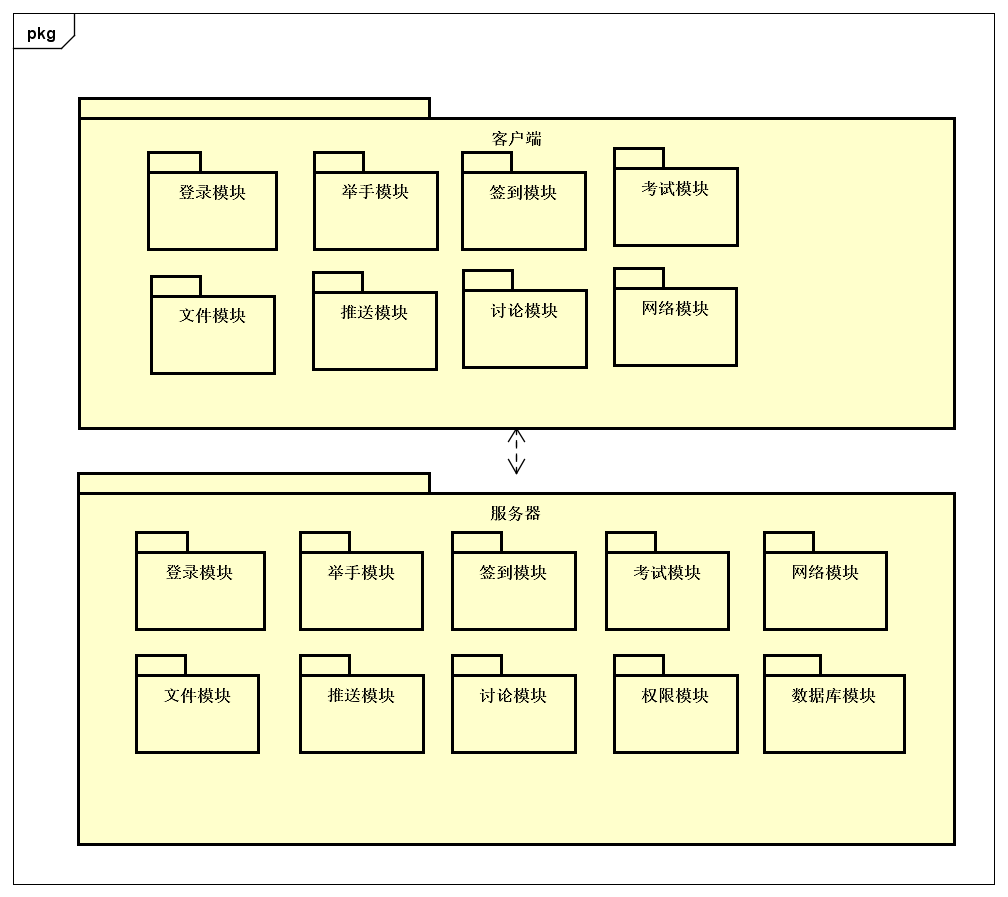 pkg
客户端
登录模块
举手模块
签到模块
考试模块
文件模块
推送模块
讨论模块
网络模块
服务器
登录模块
举手模块
签到模块
考试模块
网络模块
文件模块
推送模块
讨论模块
权限模块
数据库模块